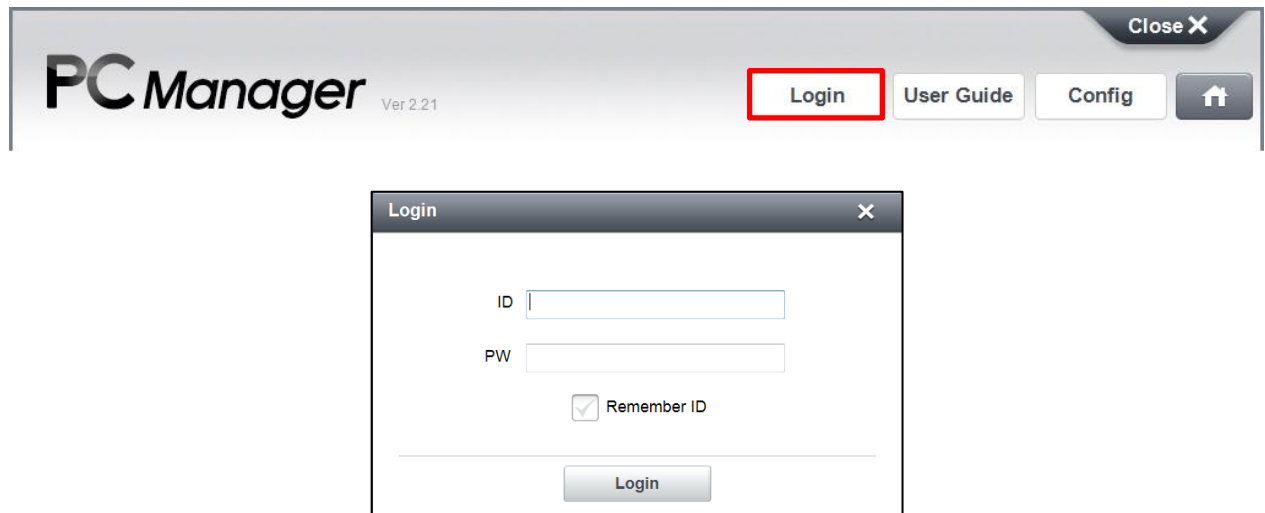 Close X
PC Manager Ver 2.21
Login User Guide Config
Login
ID
PW
Remember ID
Login